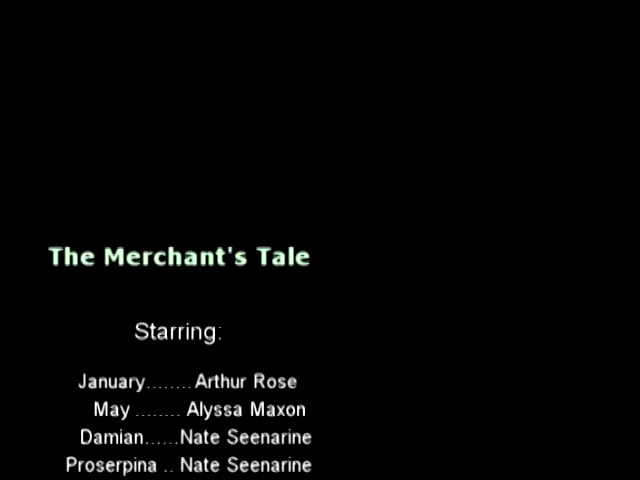 The Merchant's Tale
Starring:
January........Arthur Rose
May ........ Alyssa Maxon
Damian......Nate Seenarine
Proserpina .. Nate Seenarine